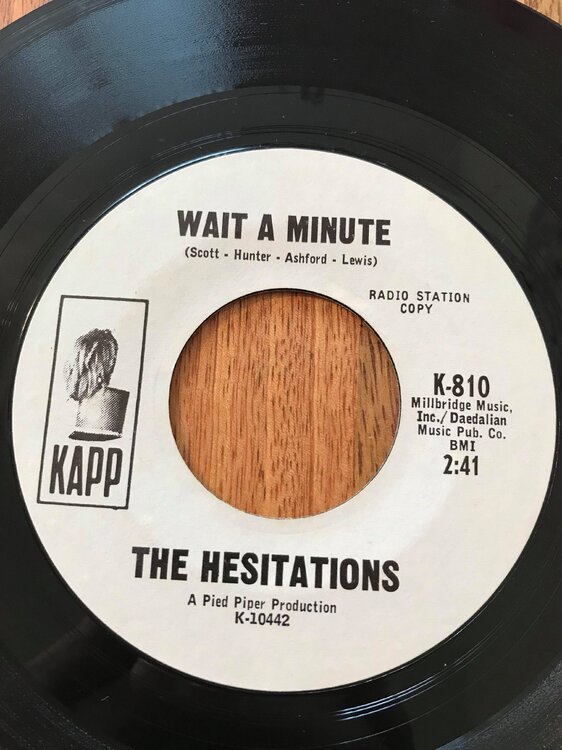 WAIT A MINUTE
(Scott - Hunter - Ashford - Lewis)
RADIO STATION
COPY
KAPP
K-810
Millbridge Music,
Inc./Daedalian
Music Pub. Co.
BMI
2:41
THE HESITATIONS
A Pied Piper Production
K-10442